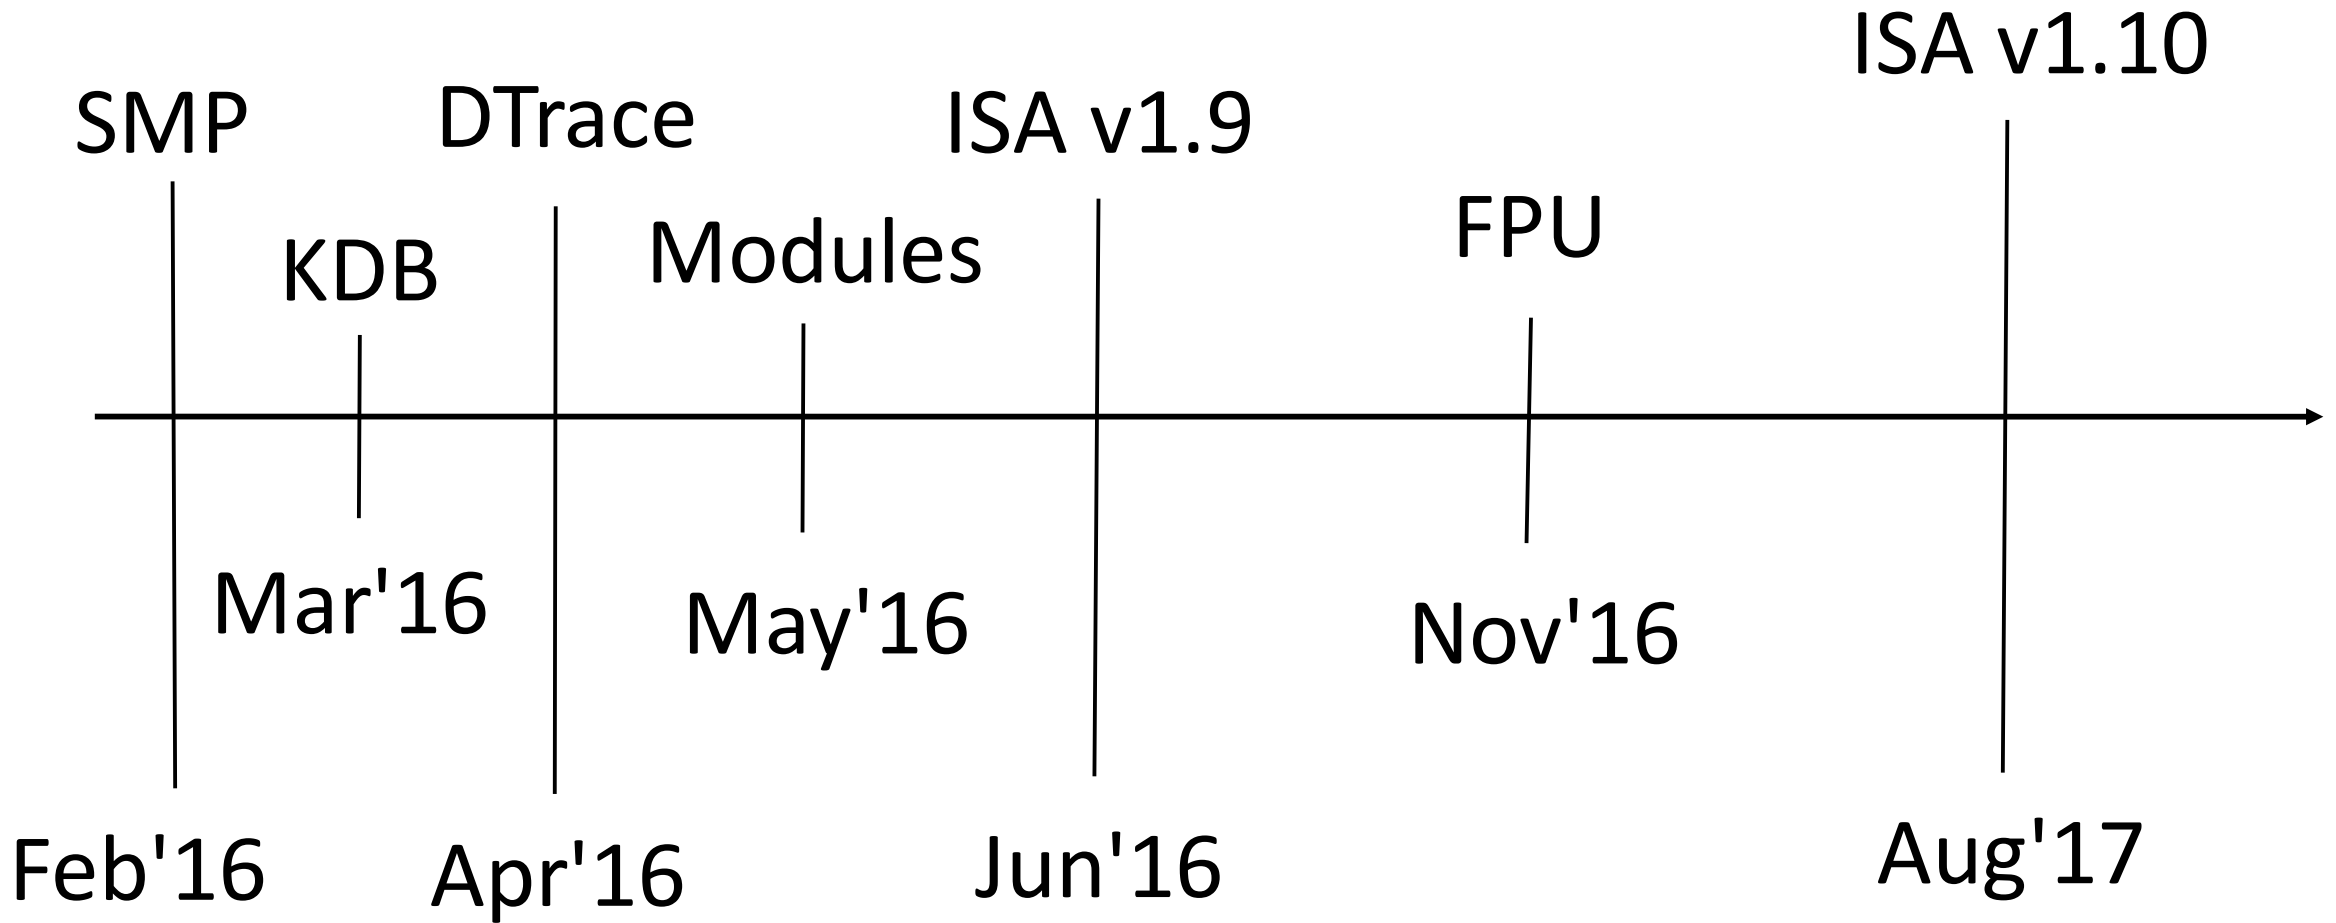 ISA v1.10
SMP
DTrace
ISA v1.9
KDB
Modules
FPU
Mar'16
May'16
Nov'16
Feb'16
Apr'16
Jun'16
Aug'17